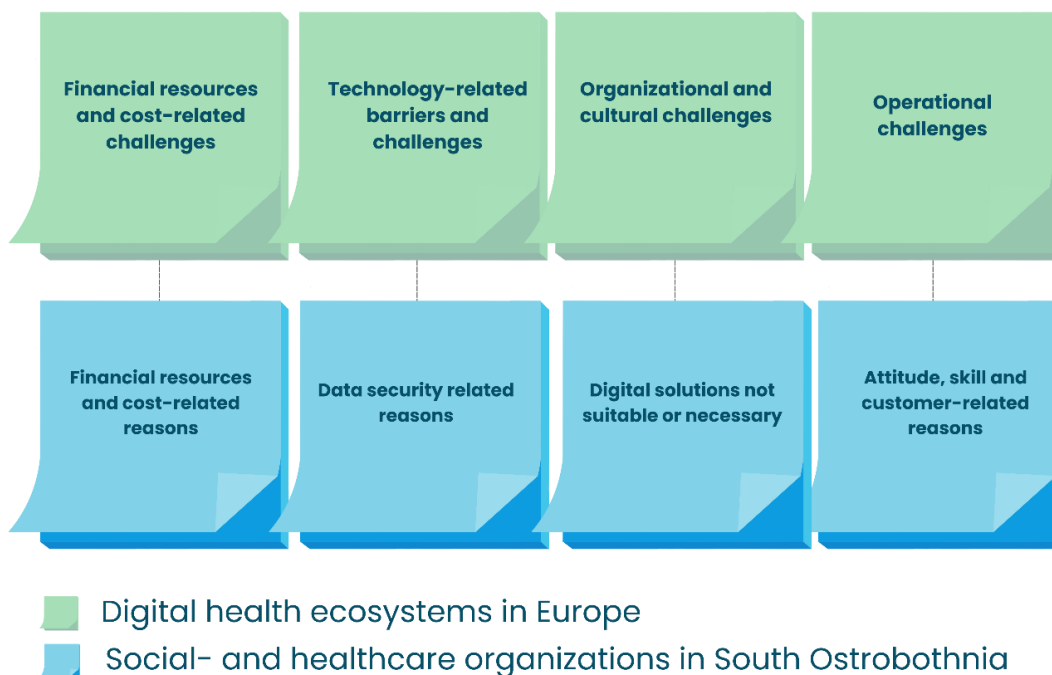 Financial resources
and cost-related
challenges
Technology-related
barriers and
challenges
Organizational and
cultural challenges
Operational
challenges
Financial resources
and cost-related
reasons
Data security related
reasons
Digital solutions not
suitable or necessary
Attitude, skill and
customer-related
reasons
Digital health ecosystems in Europe
Social- and healthcare organizations in South Ostrobothnia